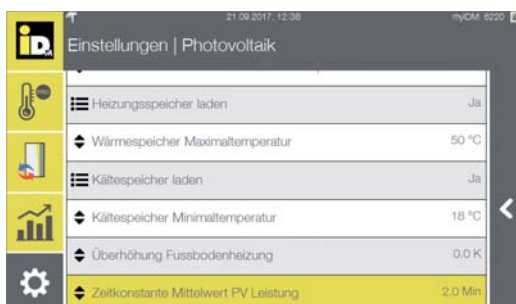 iDM
21.09.2017, 12:38
myIDM: 6220
Einstellungen | Photovoltaik
Heizungsspeicher laden Ja
Wärmespeicher Maximaltemperatur 50 °C
Kältespeicher laden Ja
Kältespeicher Minimaltemperatur 18 °C
Überhöhung Fussbodenheizung 0.0 K
Zeitkonstante Mittelwert PV Leistung 2.0 Min